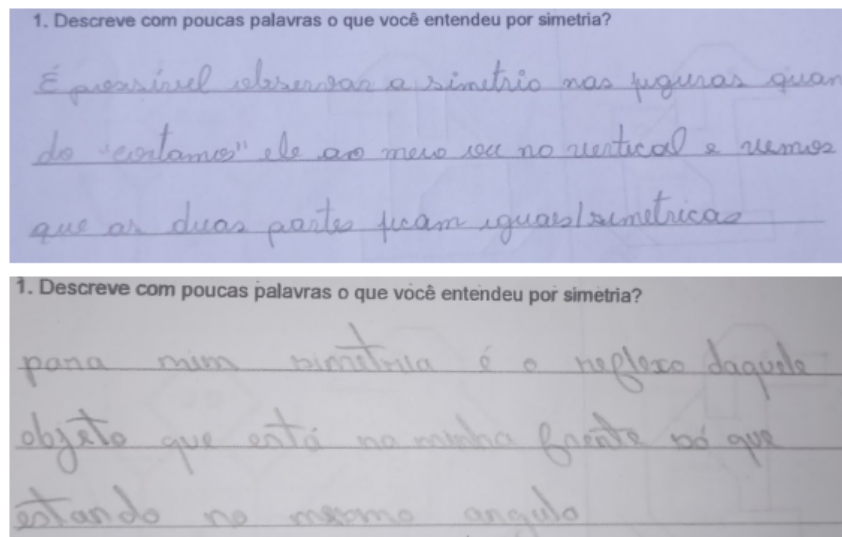 1. Descreve com poucas palavras o que você entendeu por simetria?
É possível observar a simetrio nas figuras quan
do "cortamos" ele ao meio ou no vertical e vemos
que as duas partes ficam iguais/simetricas
1. Descreve com poucas palavras o que você entendeu por simetria?
para mim simetria é o reflexo daquele
objeto que está na minha frente só que
estando no mesmo angulo